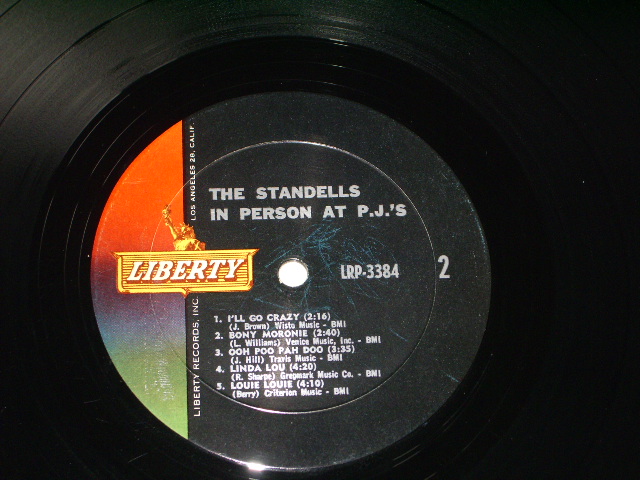 THE STANDELLS
IN PERSON AT P.J.'S
LIBERTY
LRP-3384
2
1. I'LL GO CRAZY (2:16)
(J. Brown) Wisto Music - BMI
2. BONY MORONIE (2:40)
(L. Williams) Venice Music, Inc. - BMI
3. OOH POO PAH DOO (3:35)
(J. Hill) Travis Music - BMI
4. LINDA LOU (4:20)
(R. Sharpe) Gregmark Music Co. - BMI
5. LOUIE LOUIE (4:10)
(Berry) Criterion Music - BMI
LIBERTY RECORDS, INC.
LOS ANGELES 28, CALIF.